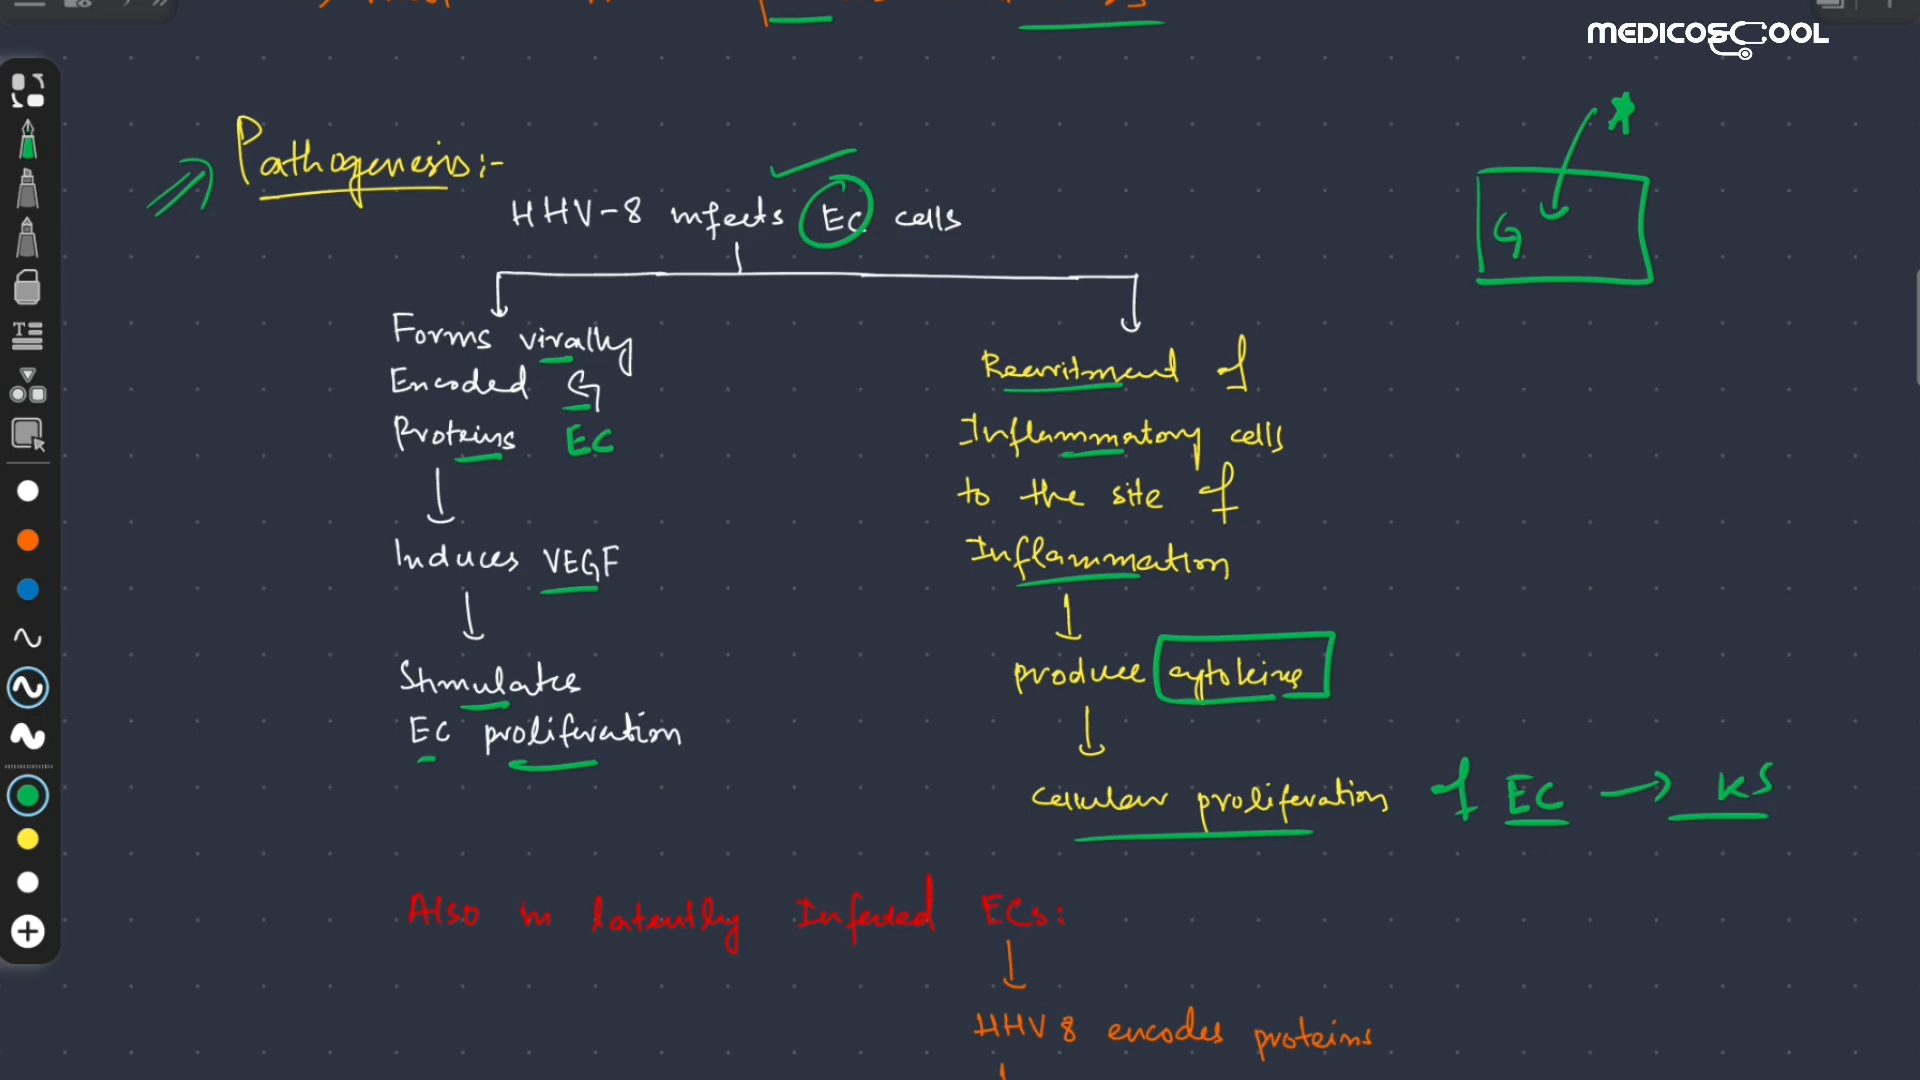 MEDICOSCOOL
Pathogenesis:-
HHV-8 infects EC cells
G
Forms virally
Encoded G
Proteins EC
Induces VEGF
Stimulates
EC proliferation
Recruitment of
Inflammatory cells
to the site of
Inflammation
produce cytokine
Cellular proliferation of EC → KS
Also in latently Infected ECs:
HHV 8 encodes proteins